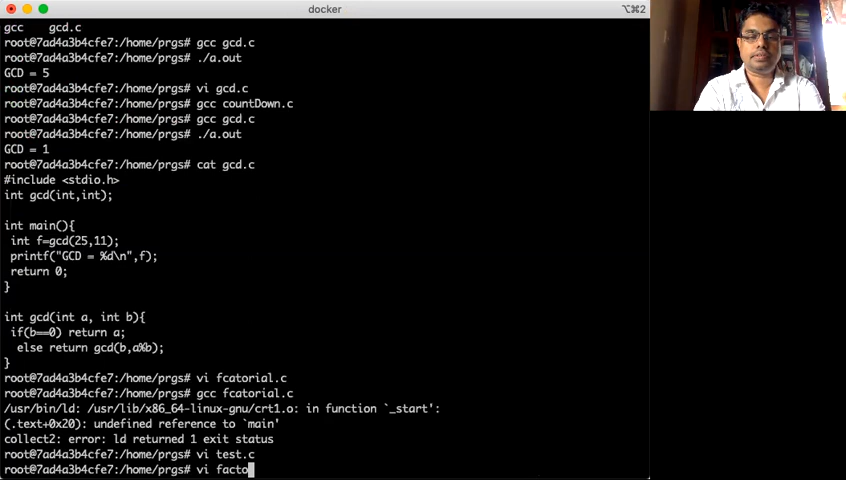 docker
⌥⌘2
gcc    gcd.c
root@7ad4a3b4cfe7:/home/prgs# gcc gcd.c
root@7ad4a3b4cfe7:/home/prgs# ./a.out
GCD = 5
root@7ad4a3b4cfe7:/home/prgs# vi gcd.c
root@7ad4a3b4cfe7:/home/prgs# gcc countDown.c
root@7ad4a3b4cfe7:/home/prgs# gcc gcd.c
root@7ad4a3b4cfe7:/home/prgs# ./a.out
GCD = 1
root@7ad4a3b4cfe7:/home/prgs# cat gcd.c
#include <stdio.h>
int gcd(int,int);
int main(){
 int f=gcd(25,11);
 printf("GCD = %d\n",f);
 return 0;
}
int gcd(int a, int b){
 if(b==0) return a;
  else return gcd(b,a%b);
}
root@7ad4a3b4cfe7:/home/prgs# vi fcatorial.c
root@7ad4a3b4cfe7:/home/prgs# gcc fcatorial.c
/usr/bin/ld: /usr/lib/x86_64-linux-gnu/crt1.o: in function `_start':
(.text+0x20): undefined reference to `main'
collect2: error: ld returned 1 exit status
root@7ad4a3b4cfe7:/home/prgs# vi test.c
root@7ad4a3b4cfe7:/home/prgs# vi facto